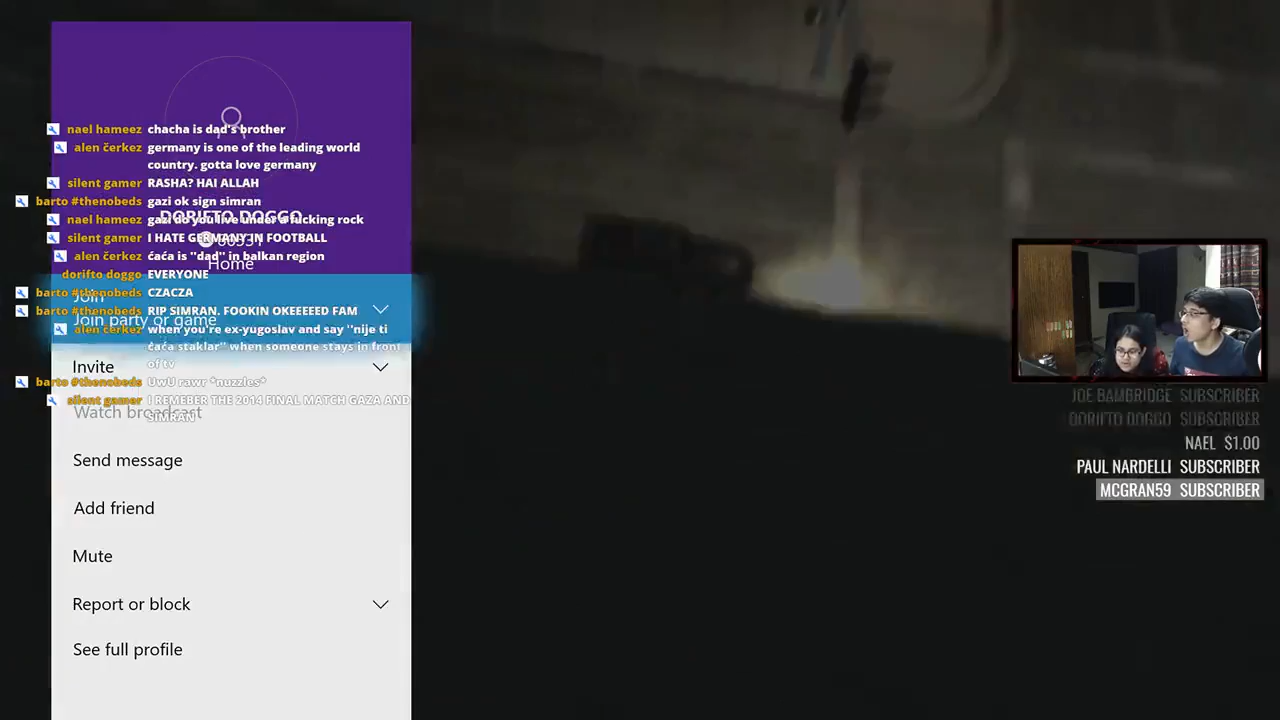 nael hameez chacha is dad's brother
alen čerkez germany is one of the leading world
country. gotta love germany
silent gamer RASHA? HAI ALLAH
barto #thenobeds gazi ok sign simran
DORIFTO DOGGO
nael hameez gazi do you live under a fucking rock
silent gamer I HATE GERMANY IN FOOTBALL
alen čerkez ćaća is ''dad'' in balkan region
Home
dorifto doggo EVERYONE
barto #thenobeds CZACZA
Join
barto #thenobeds RIP SIMRAN. FOOKIN OKEEEEED FAM
Join party or game
alen čerkez when you're ex-yugoslav and say ''nije ti
ćaća staklar'' when someone stays in front
of tv
Invite
barto #thenobeds UwU rawr *nuzzles*
silent gamer I REMEBER THE 2014 FINAL MATCH GAZA AND
SIMRAN
Watch broadcast
Send message
Add friend
Mute
Report or block
See full profile
JOE BAMBRIDGE SUBSCRIBER
DORIFTO DOGGO SUBSCRIBER
NAEL $1.00
PAUL NARDELLI SUBSCRIBER
MCGRAN59 SUBSCRIBER